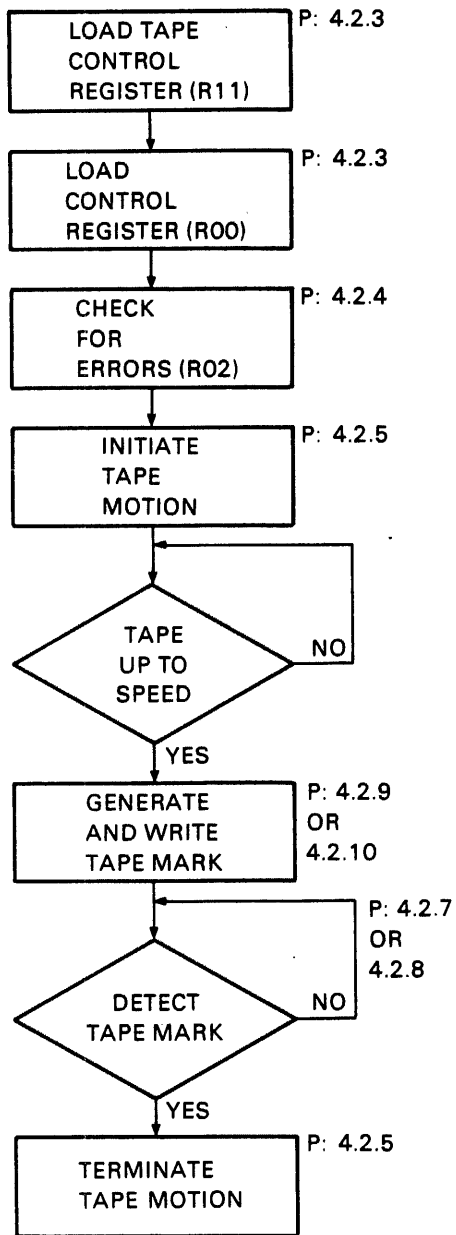 LOAD TAPE
CONTROL
REGISTER (R11)
P: 4.2.3
LOAD
CONTROL
REGISTER (R00)
P: 4.2.3
CHECK
FOR
ERRORS (R02)
P: 4.2.4
INITIATE
TAPE
MOTION
P: 4.2.5
TAPE
UP TO
SPEED
NO
YES
GENERATE
AND WRITE
TAPE MARK
P: 4.2.9
OR
4.2.10
P: 4.2.7
OR
4.2.8
DETECT
TAPE MARK
NO
YES
TERMINATE
TAPE MOTION
P: 4.2.5